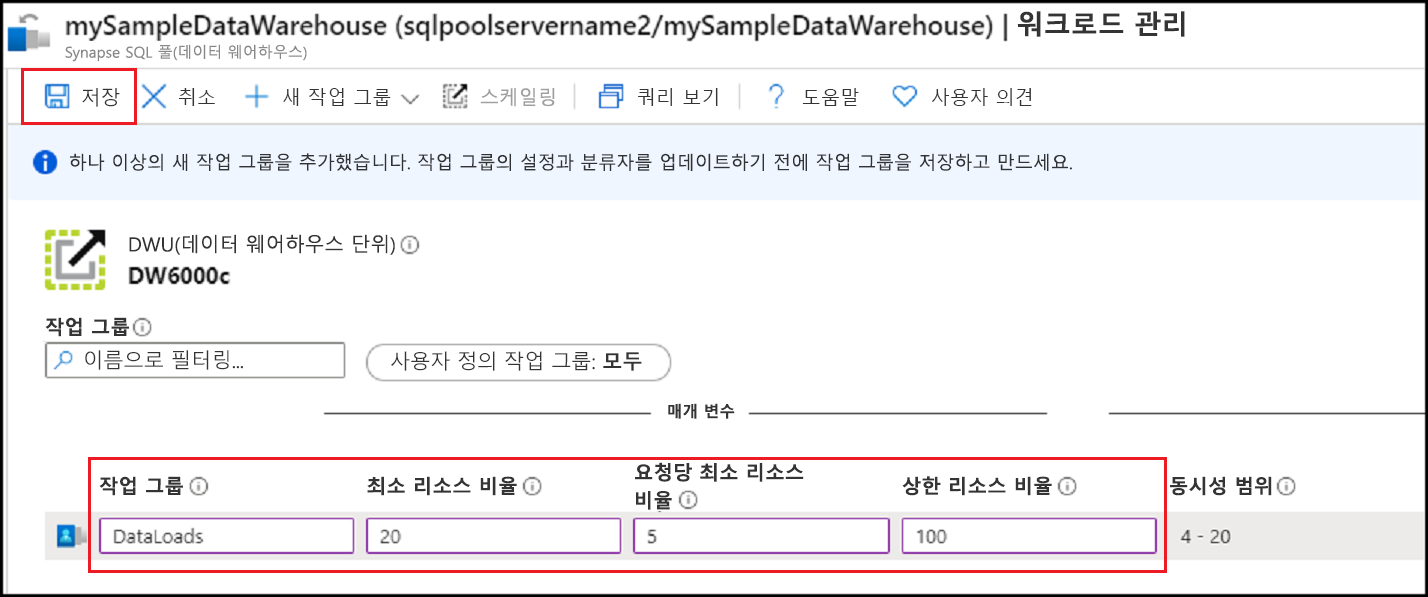 mySampleDataWarehouse (sqlpoolservername2/mySampleDataWarehouse) | 워크로드 관리
Synapse SQL 풀(데이터 웨어하우스)
저장 취소 새 작업 그룹 스케일링 쿼리 보기 ? 도움말 사용자 의견
하나 이상의 새 작업 그룹을 추가했습니다. 작업 그룹의 설정과 분류자를 업데이트하기 전에 작업 그룹을 저장하고 만드세요.
DWU(데이터 웨어하우스 단위)
DW6000c
작업 그룹
이름으로 필터링... 사용자 정의 작업 그룹: 모두
매개 변수
작업 그룹 최소 리소스 비율 요청당 최소 리소스 상한 리소스 비율 동시성 범위
비율
DataLoads 20 5 100 4 - 20